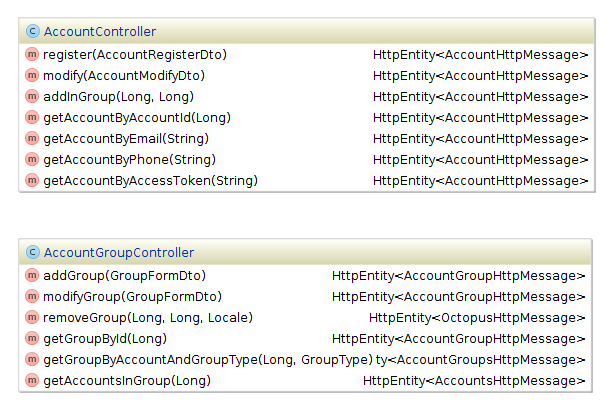 C AccountController
m register(AccountRegisterDto) HttpEntity<AccountHttpMessage>
m modify(AccountModifyDto) HttpEntity<AccountHttpMessage>
m addInGroup(Long, Long) HttpEntity<AccountHttpMessage>
m getAccountByAccountId(Long) HttpEntity<AccountHttpMessage>
m getAccountByEmail(String) HttpEntity<AccountHttpMessage>
m getAccountByPhone(String) HttpEntity<AccountHttpMessage>
m getAccountByAccessToken(String) HttpEntity<AccountHttpMessage>
C AccountGroupController
m addGroup(GroupFormDto) HttpEntity<AccountGroupHttpMessage>
m modifyGroup(GroupFormDto) HttpEntity<AccountGroupHttpMessage>
m removeGroup(Long, Long, Locale) HttpEntity<OctopusHttpMessage>
m getGroupById(Long) HttpEntity<AccountGroupHttpMessage>
m getGroupByAccountAndGroupType(Long, GroupType) ty<AccountGroupsHttpMessage>
m getAccountsInGroup(Long) HttpEntity<AccountsHttpMessage>